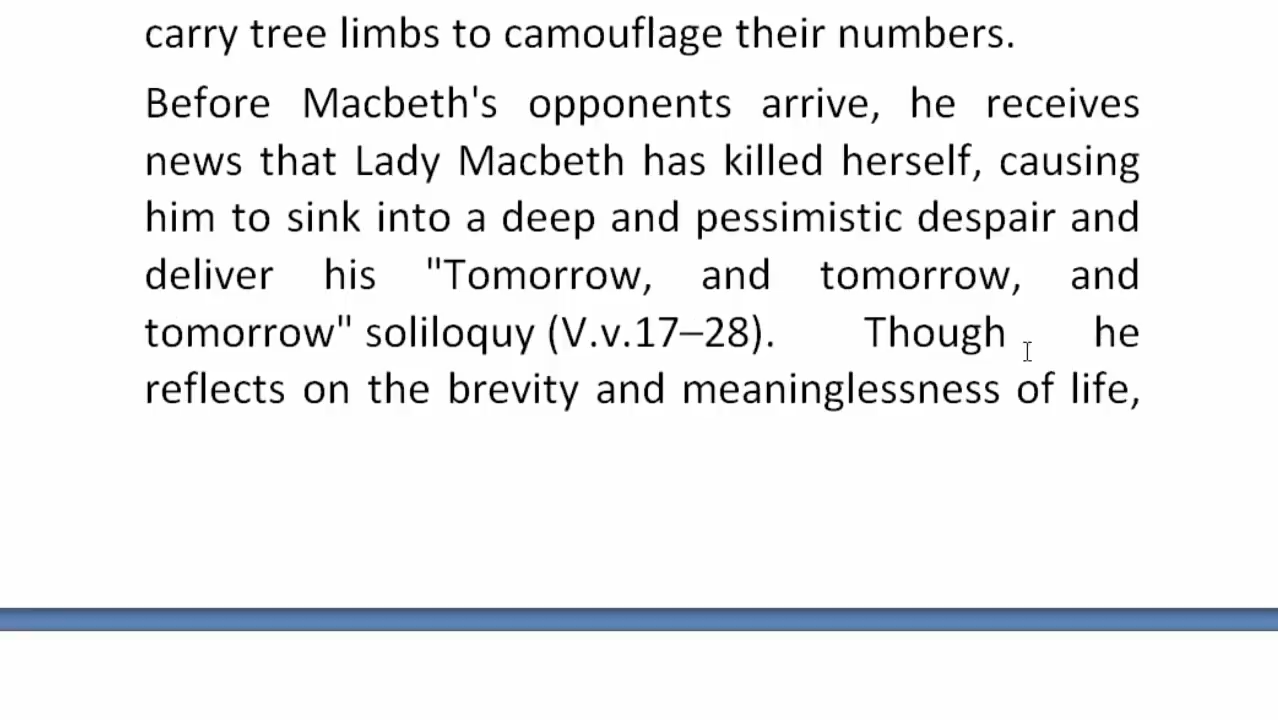 carry tree limbs to camouflage their numbers.
Before Macbeth's opponents arrive, he receives
news that Lady Macbeth has killed herself, causing
him to sink into a deep and pessimistic despair and
deliver his "Tomorrow, and tomorrow, and
tomorrow" soliloquy (V.v.17–28). Though he
reflects on the brevity and meaninglessness of life,